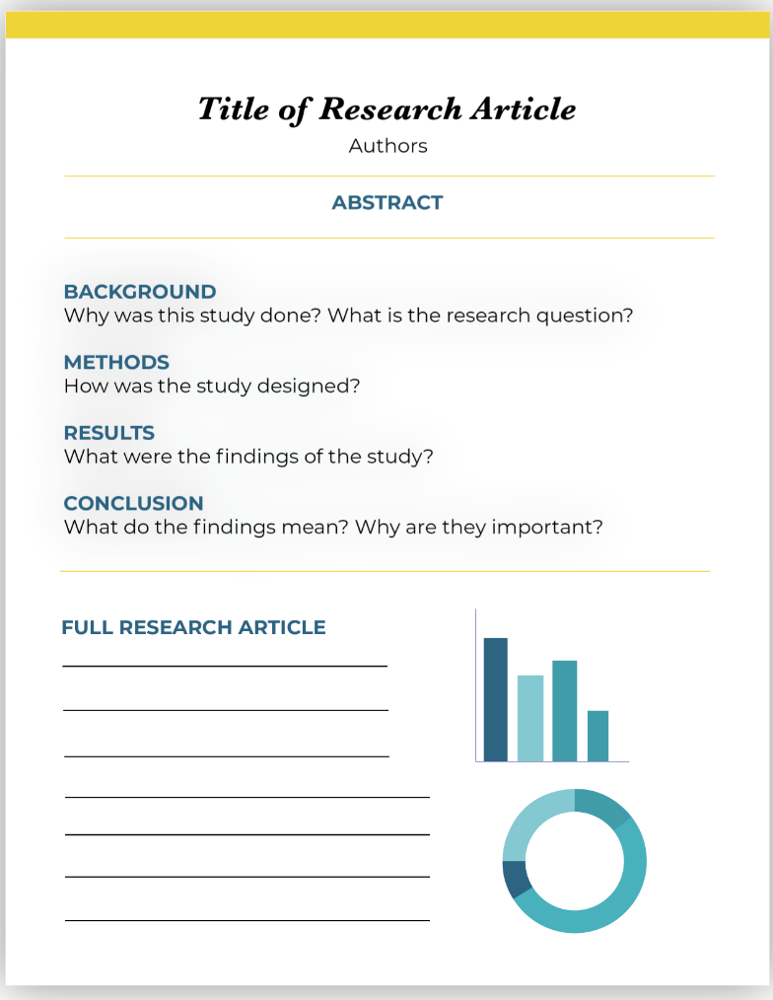 Title of Research Article
Authors
ABSTRACT
BACKGROUND
Why was this study done? What is the research question?
METHODS
How was the study designed?
RESULTS
What were the findings of the study?
CONCLUSION
What do the findings mean? Why are they important?
FULL RESEARCH ARTICLE